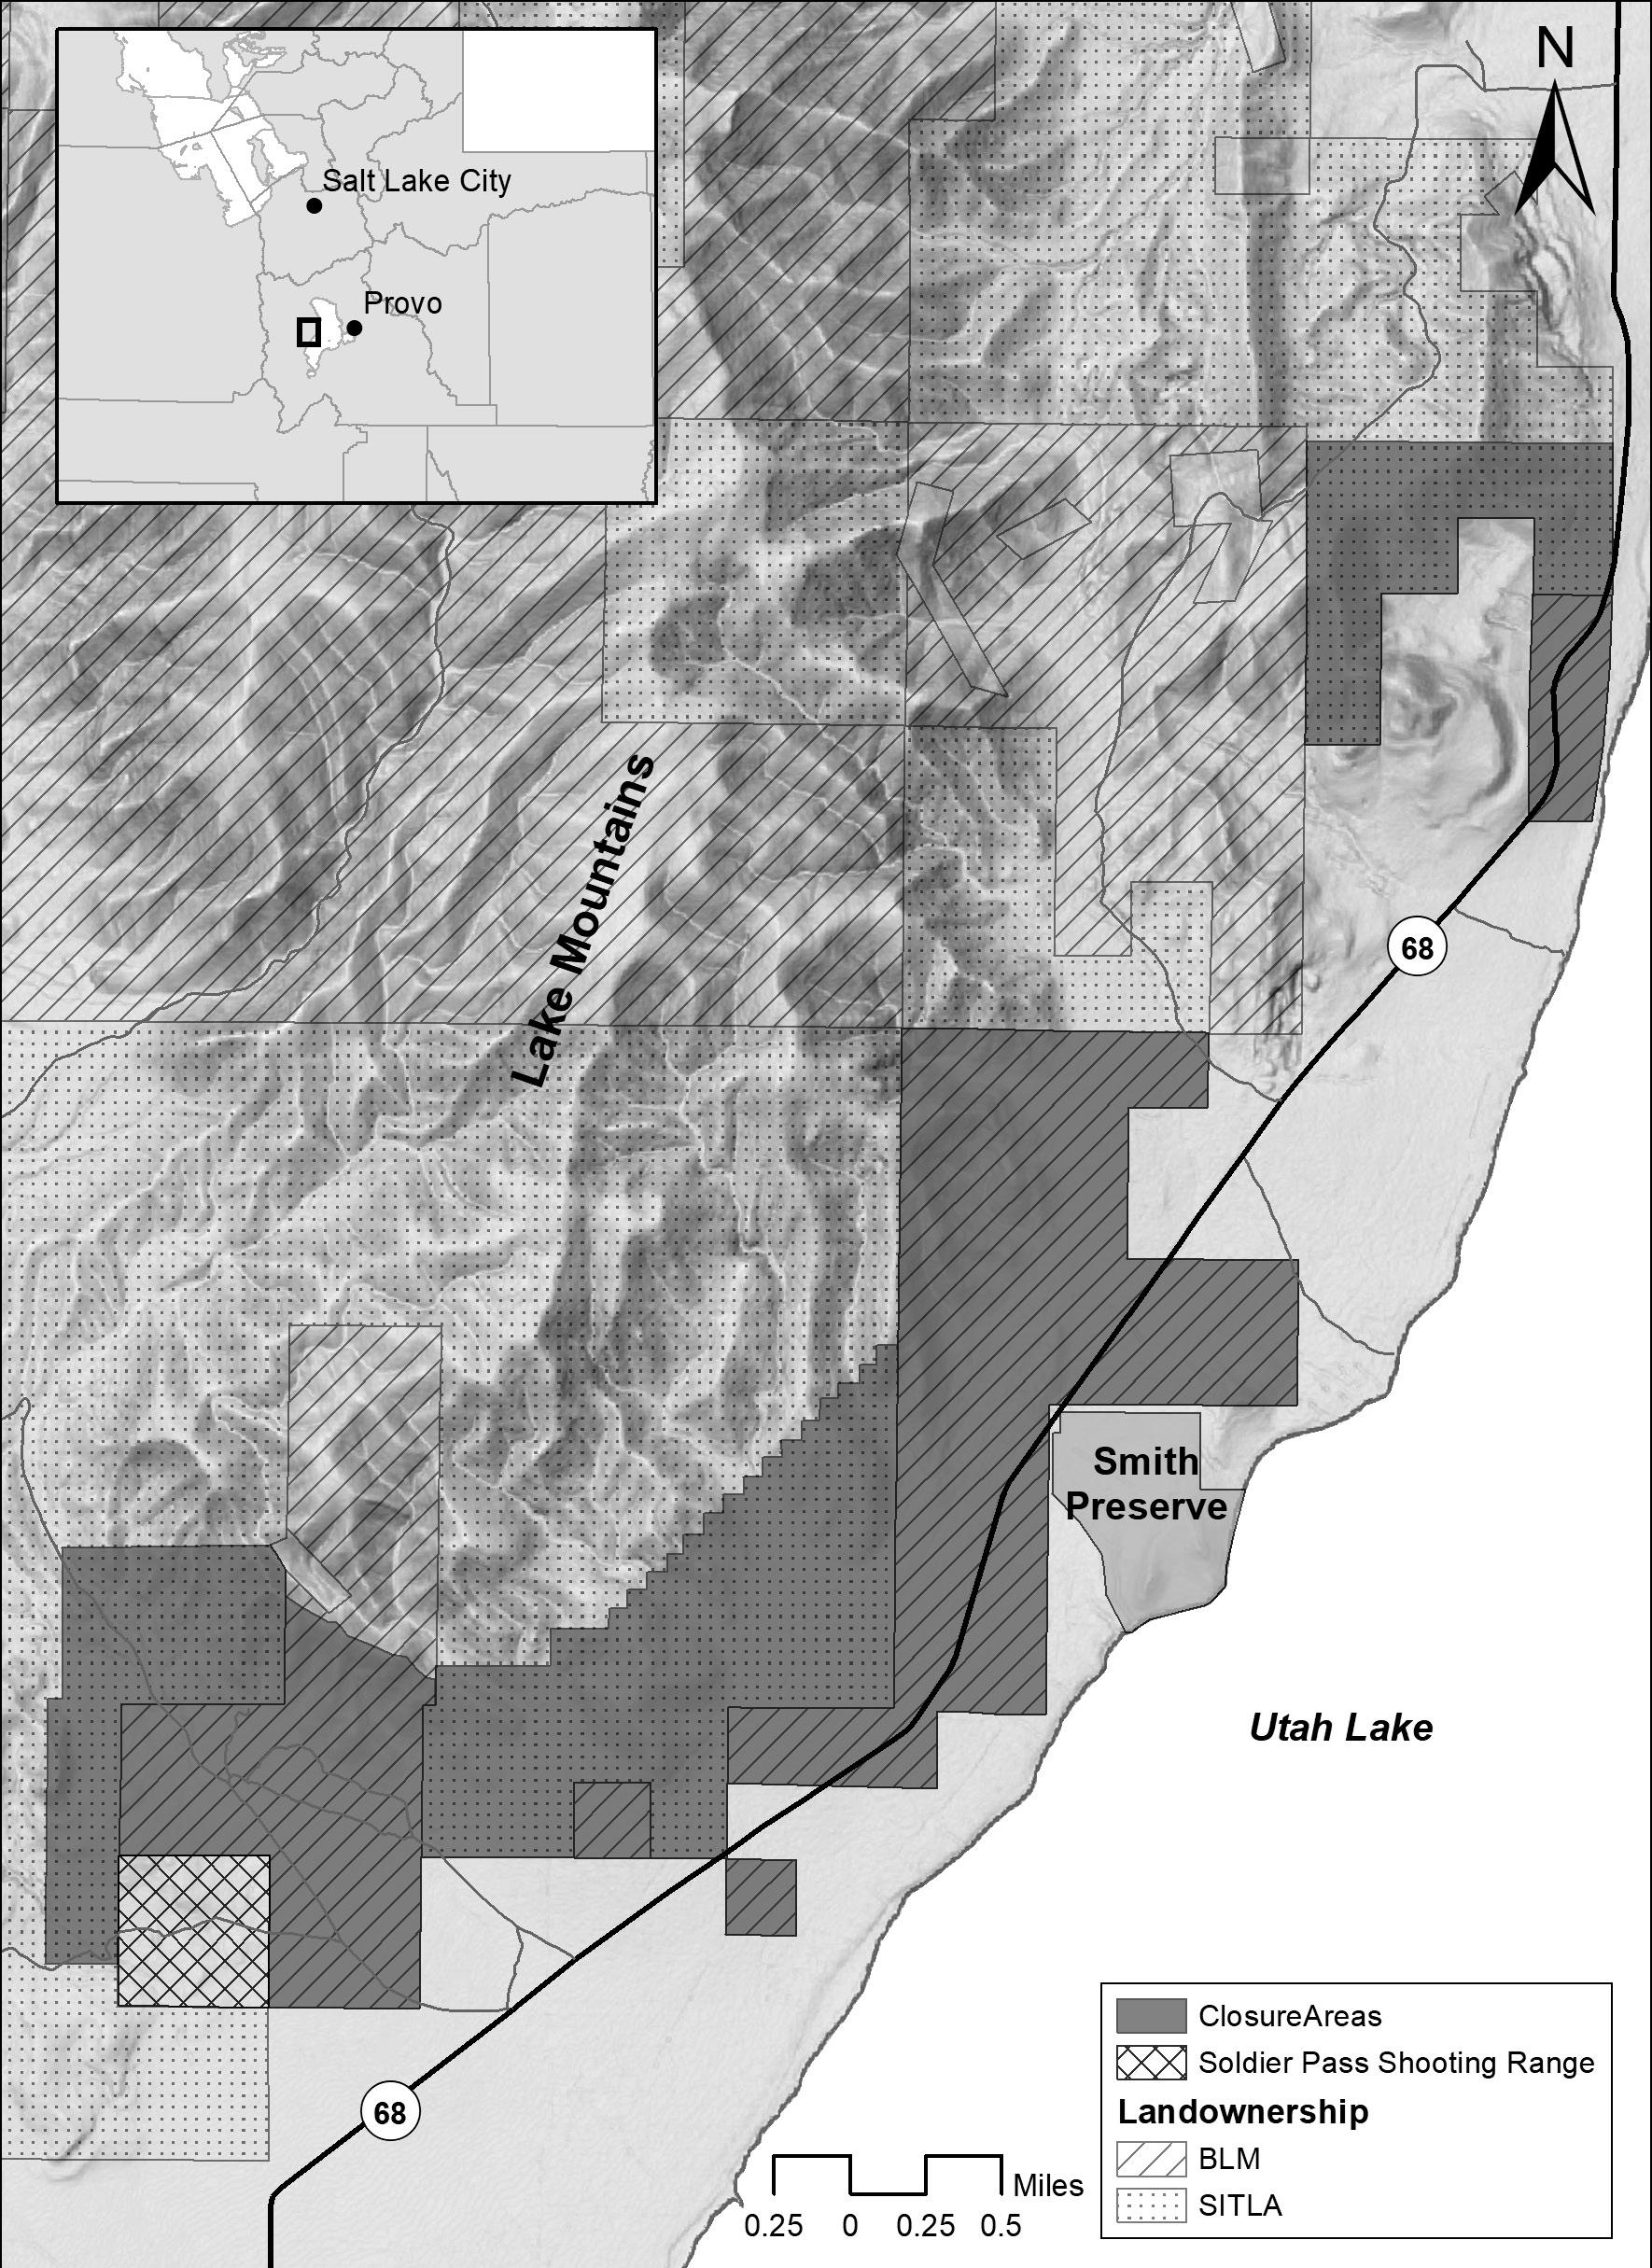 N
Salt Lake City
Provo
Lake Mountains
68
Smith
Preserve
Utah Lake
68
ClosureAreas
Soldier Pass Shooting Range
Landownership
BLM
SITLA
Miles
0.25 0 0.25 0.5